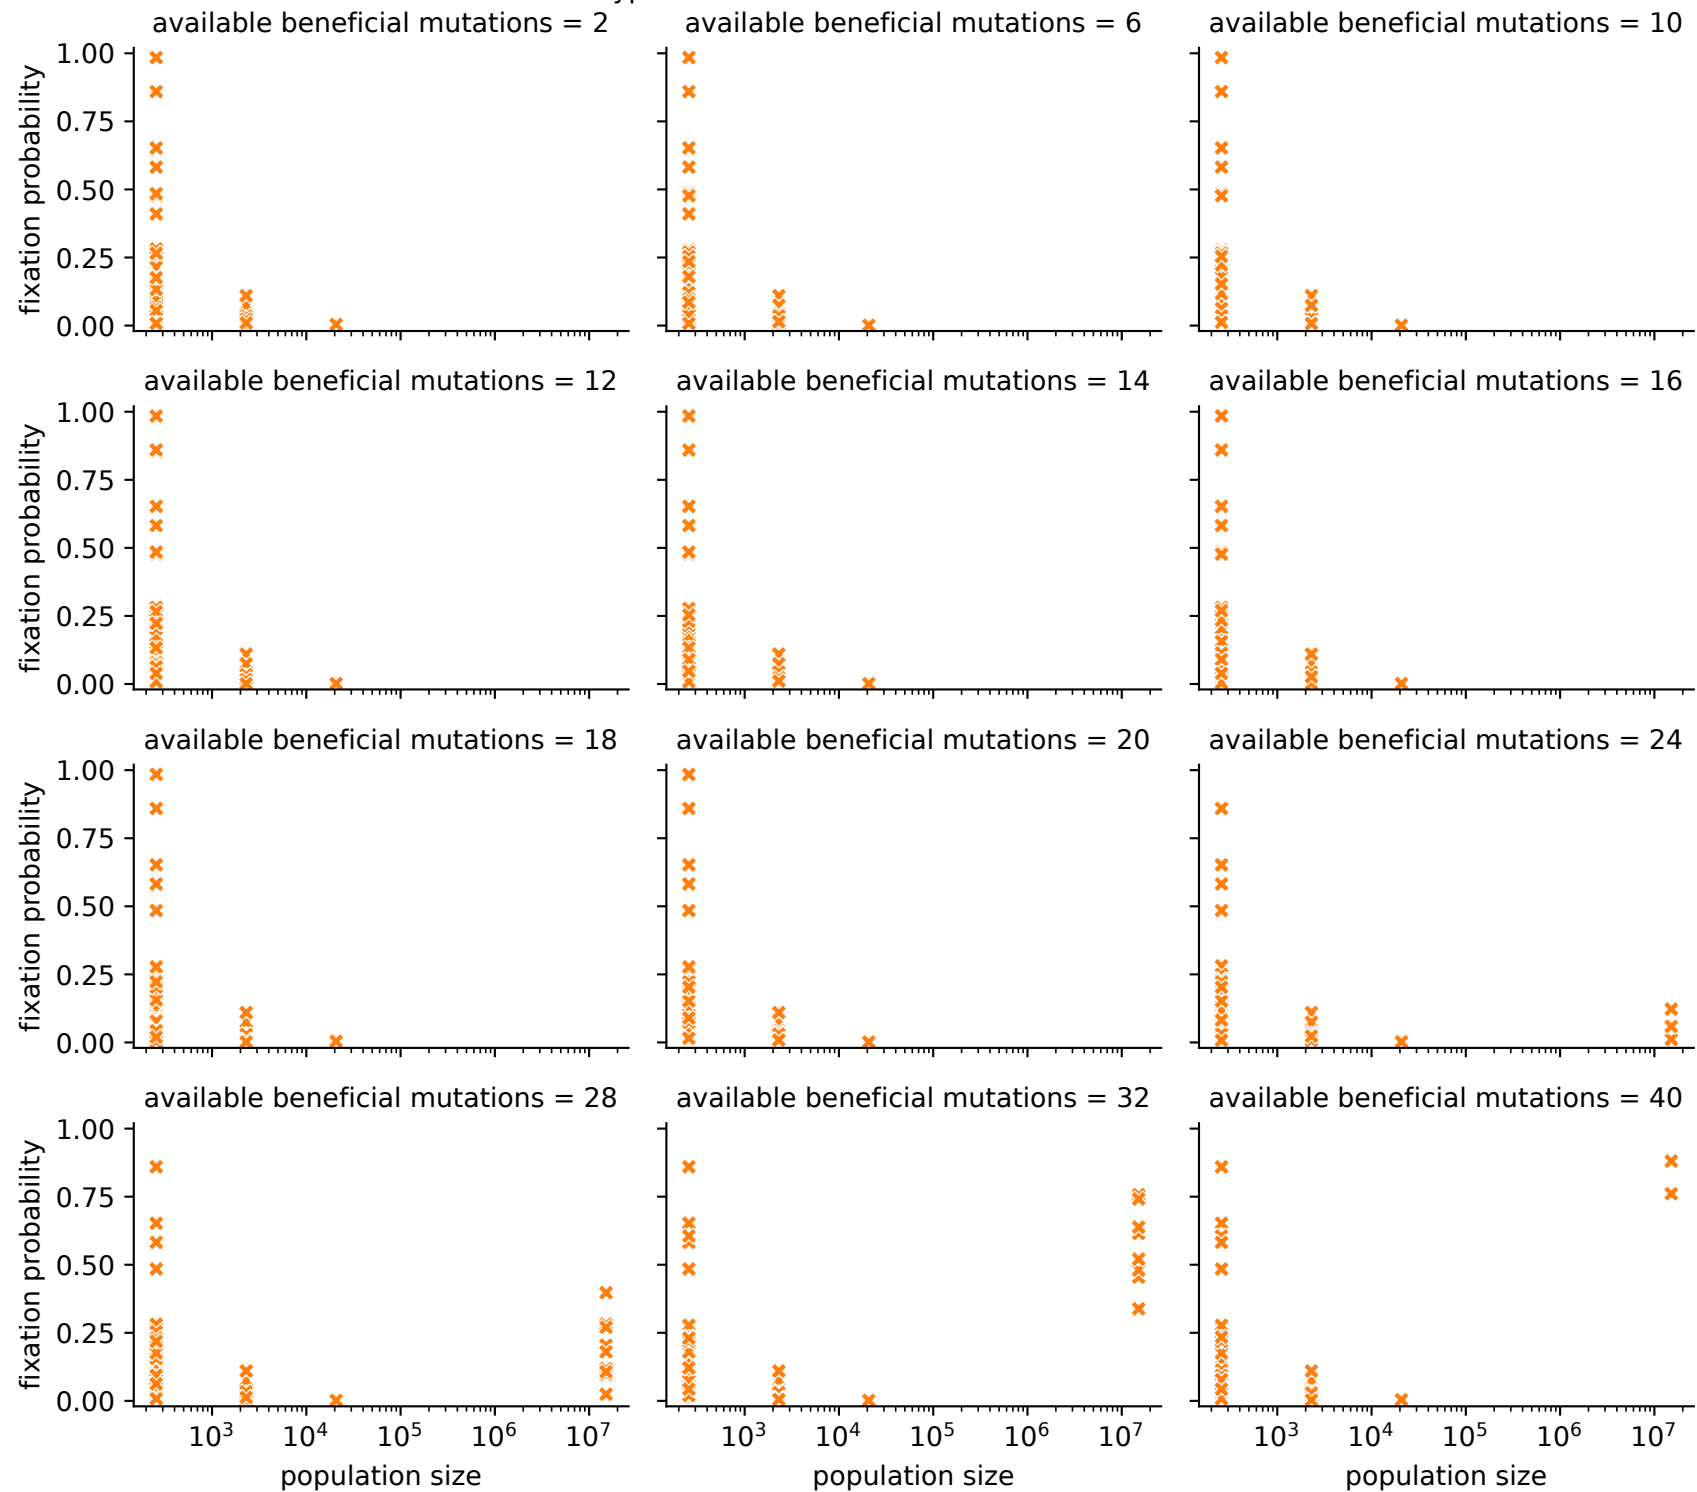 available beneficial mutations = 2 available beneficial mutations = 6 available beneficial mutations = 10
fixation probability
1.00
0.75
0.50
0.25
0.00
available beneficial mutations = 12 available beneficial mutations = 14 available beneficial mutations = 16
fixation probability
1.00
0.75
0.50
0.25
0.00
available beneficial mutations = 18 available beneficial mutations = 20 available beneficial mutations = 24
fixation probability
1.00
0.75
0.50
0.25
0.00
available beneficial mutations = 28 available beneficial mutations = 32 available beneficial mutations = 40
fixation probability
1.00
0.75
0.50
0.25
0.00
10³ 10⁴ 10⁵ 10⁶ 10⁷ 10³ 10⁴ 10⁵ 10⁶ 10⁷ 10³ 10⁴ 10⁵ 10⁶ 10⁷
population size population size population size